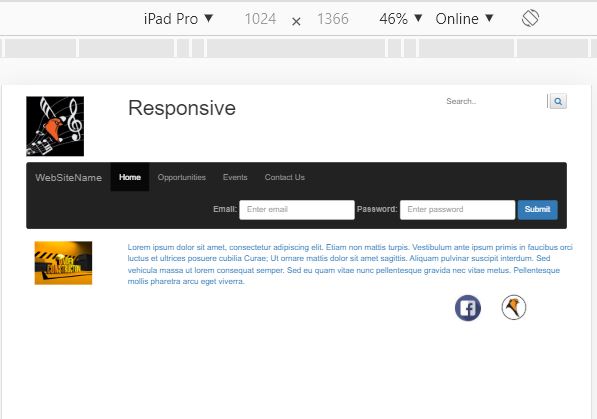 iPad Pro ▼ 1024 × 1366 46% ▼ Online ▼
Responsive
Search..
WebSiteName Home Opportunities Events Contact Us
Email: Enter email Password: Enter password Submit
Lorem ipsum dolor sit amet, consectetur adipiscing elit. Etiam non mattis turpis. Vestibulum ante ipsum primis in faucibus orci
luctus et ultrices posuere cubilia Curae; Ut ornare mattis dolor sit amet sagittis. Aliquam pulvinar suscipit interdum. Sed
vehicula massa ut lorem consequat semper. Sed eu quam vitae nunc pellentesque gravida nec vitae metus. Pellentesque
mollis pharetra arcu eget viverra.